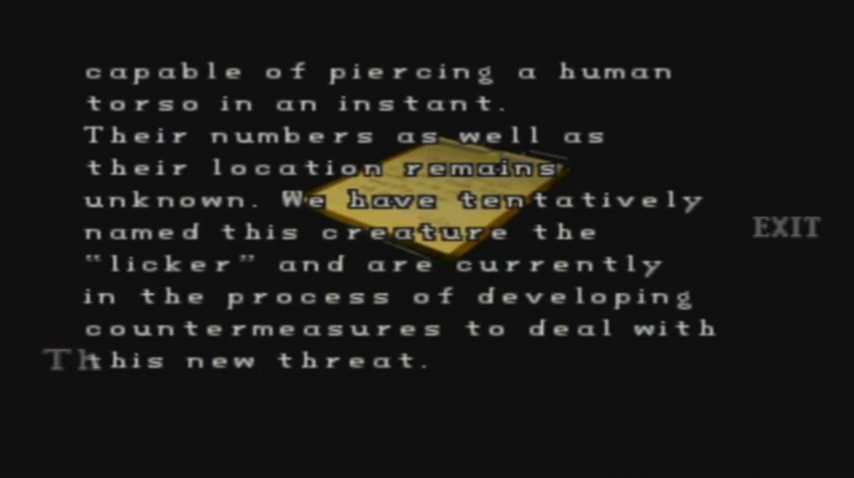 capable of piercing a human
torso in an instant.
Their numbers as well as
their location remains
unknown. We have tentatively
named this creature the
“licker” and are currently
in the process of developing
countermeasures to deal with
this new threat.
EXIT
Th